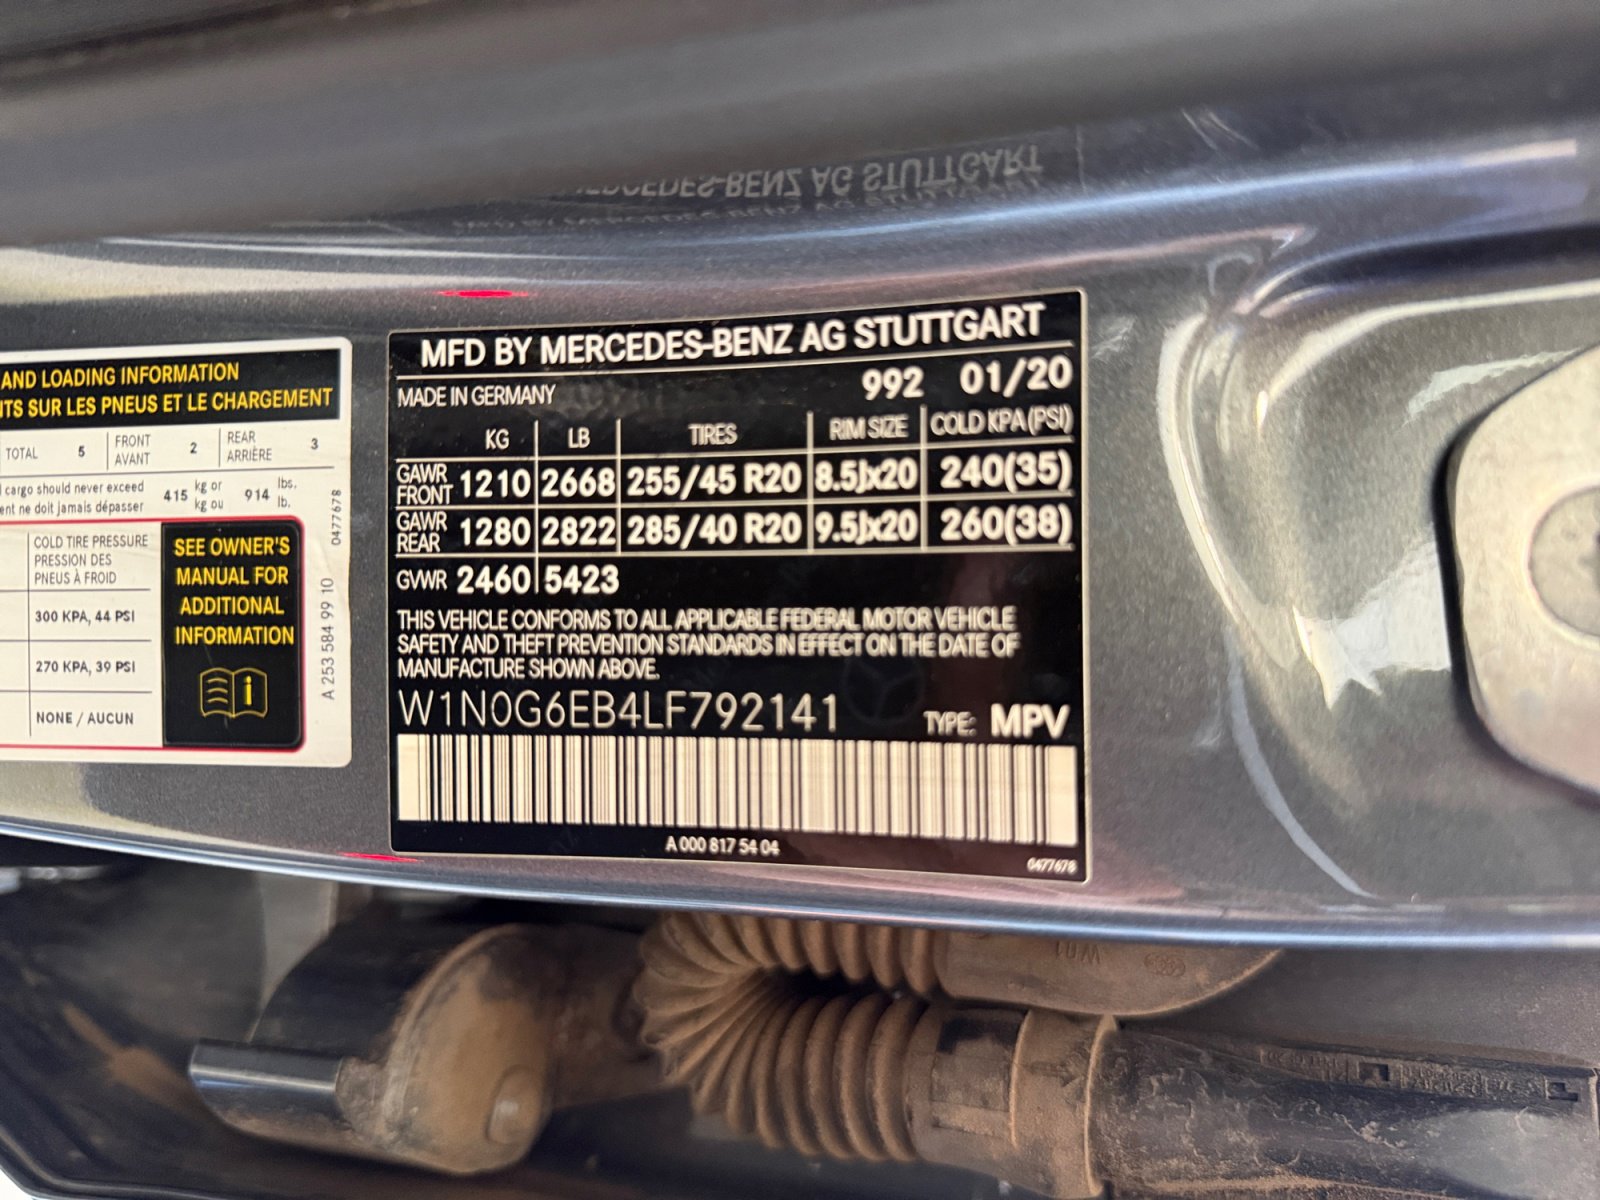 AND LOADING INFORMATION
NTS SUR LES PNEUS ET LE CHARGEMENT
TOTAL 5 FRONT AVANT 2 REAR ARRIÈRE 3
cargo should never exceed 415 kg or 914 lbs.
ent ne doit jamais dépasser kg ou lb.
COLD TIRE PRESSURE
PRESSION DES
PNEUS À FROID
300 KPA, 44 PSI
270 KPA, 39 PSI
NONE / AUCUN
SEE OWNER'S
MANUAL FOR
ADDITIONAL
INFORMATION
A 253 584 99 10 0477678
MFD BY MERCEDES-BENZ AG STUTTGART
MADE IN GERMANY 992 01/20
KG LB TIRES RIM SIZE COLD KPA(PSI)
GAWR FRONT 1210 2668 255/45 R20 8.5Jx20 240(35)
GAWR REAR 1280 2822 285/40 R20 9.5Jx20 260(38)
GVWR 2460 5423
THIS VEHICLE CONFORMS TO ALL APPLICABLE FEDERAL MOTOR VEHICLE
SAFETY AND THEFT PREVENTION STANDARDS IN EFFECT ON THE DATE OF
MANUFACTURE SHOWN ABOVE.
W1N0G6EB4LF792141 TYPE: MPV
A 000 817 54 04
0477678